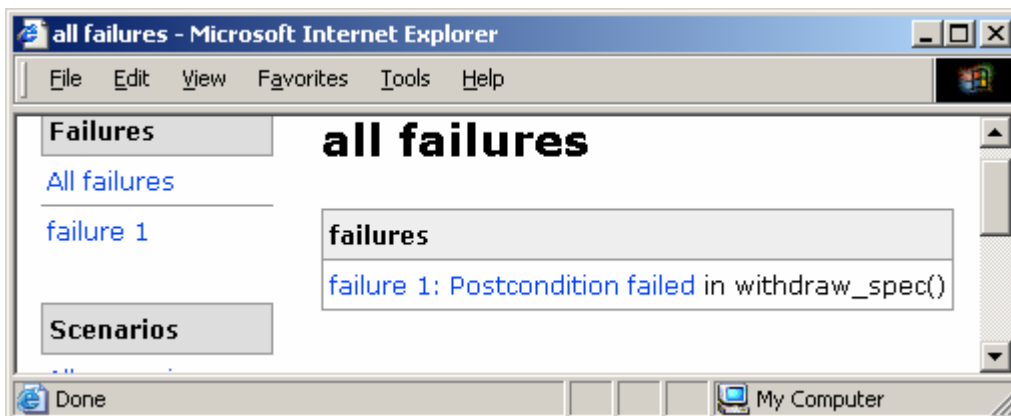 all failures - Microsoft Internet Explorer
File Edit View Favorites Tools Help
Failures
All failures
failure 1
Scenarios
all failures
failures
failure 1: Postcondition failed in withdraw_spec()
Done
My Computer